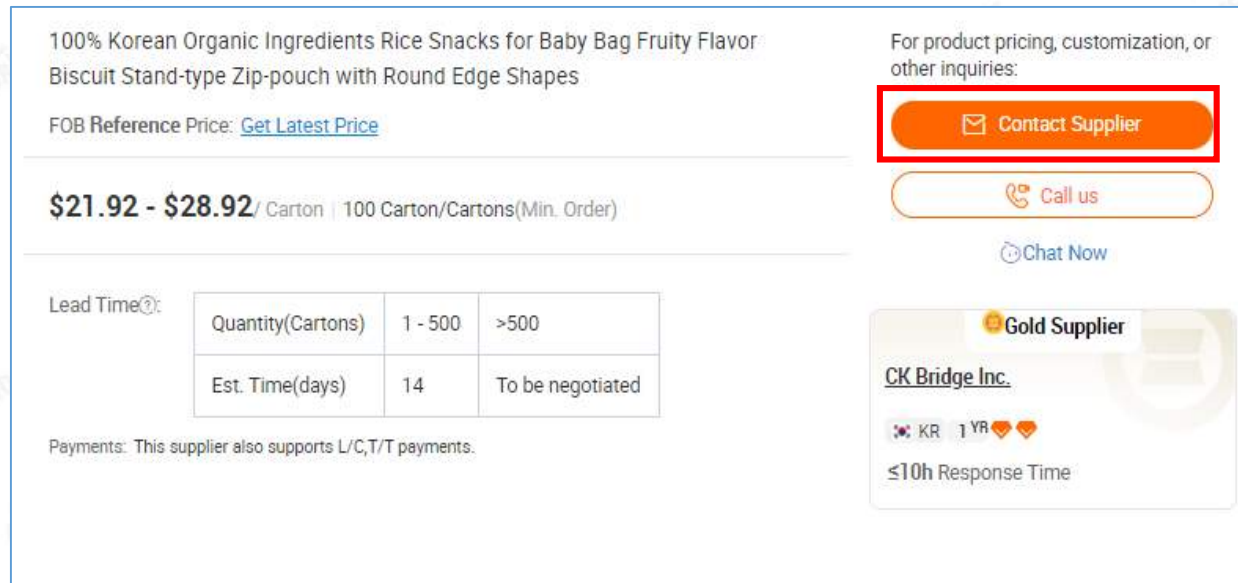 100% Korean Organic Ingredients Rice Snacks for Baby Bag Fruity Flavor
Biscuit Stand-type Zip-pouch with Round Edge Shapes
FOB Reference Price: Get Latest Price
$21.92 - $28.92/ Carton | 100 Carton/Cartons(Min. Order)
Lead Time?:
Quantity(Cartons) 1 - 500 >500
Est. Time(days) 14 To be negotiated
Payments: This supplier also supports L/C,T/T payments.
For product pricing, customization, or
other inquiries:
Contact Supplier
Call us
Chat Now
Gold Supplier
CK Bridge Inc.
KR 1 YR
≤10h Response Time